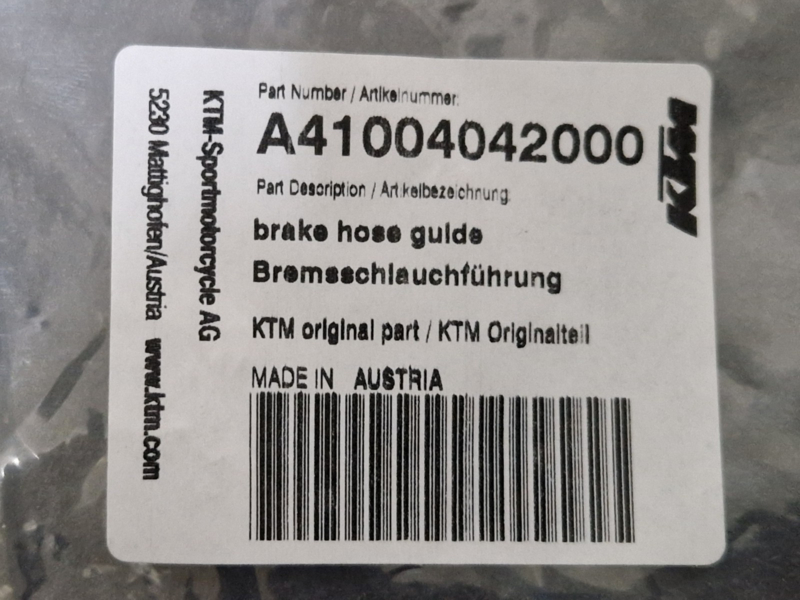 Part Number / Artikelnummer:
A41004042000
Part Description / Artikelbezeichnung
brake hose guide
Bremsschlauchführung
KTM original part / KTM Originalteil
MADE IN AUSTRIA
KTM-Sportmotorcycle AG
5230 Mattighofen/Austria www.ktm.com
KTM